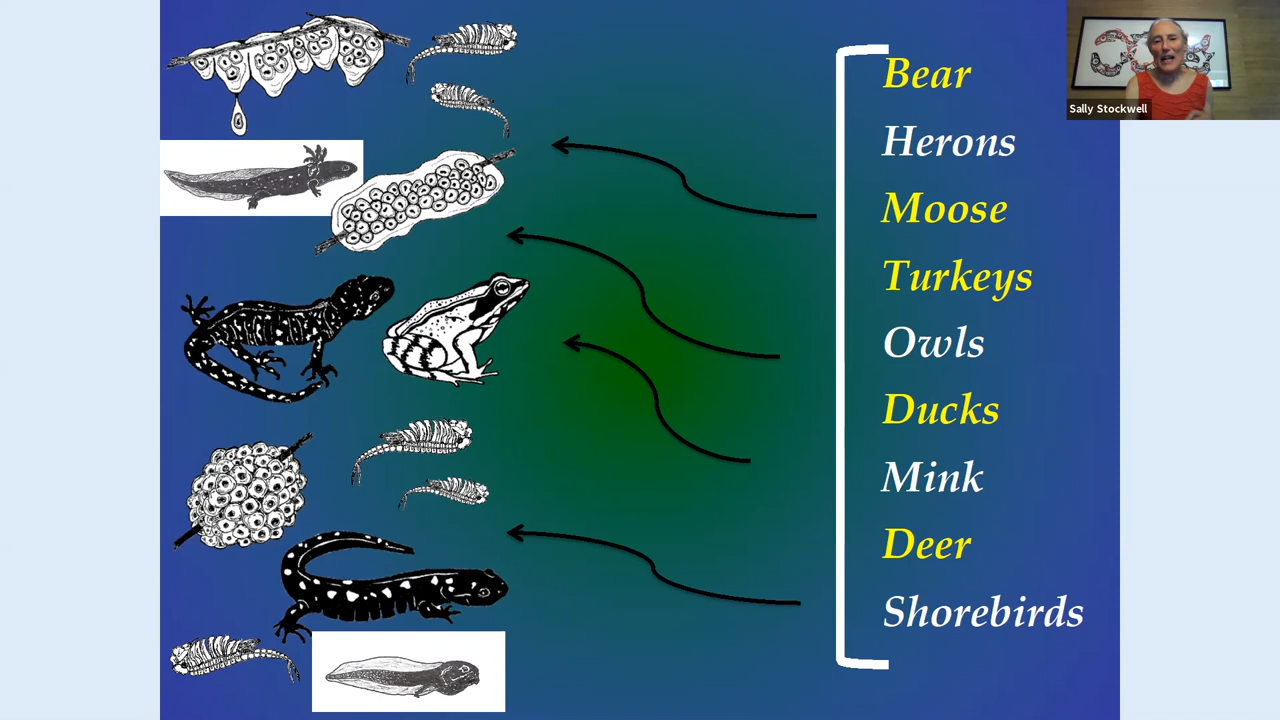 Bear
Herons
Moose
Turkeys
Owls
Ducks
Mink
Deer
Shorebirds
Sally Stockwell